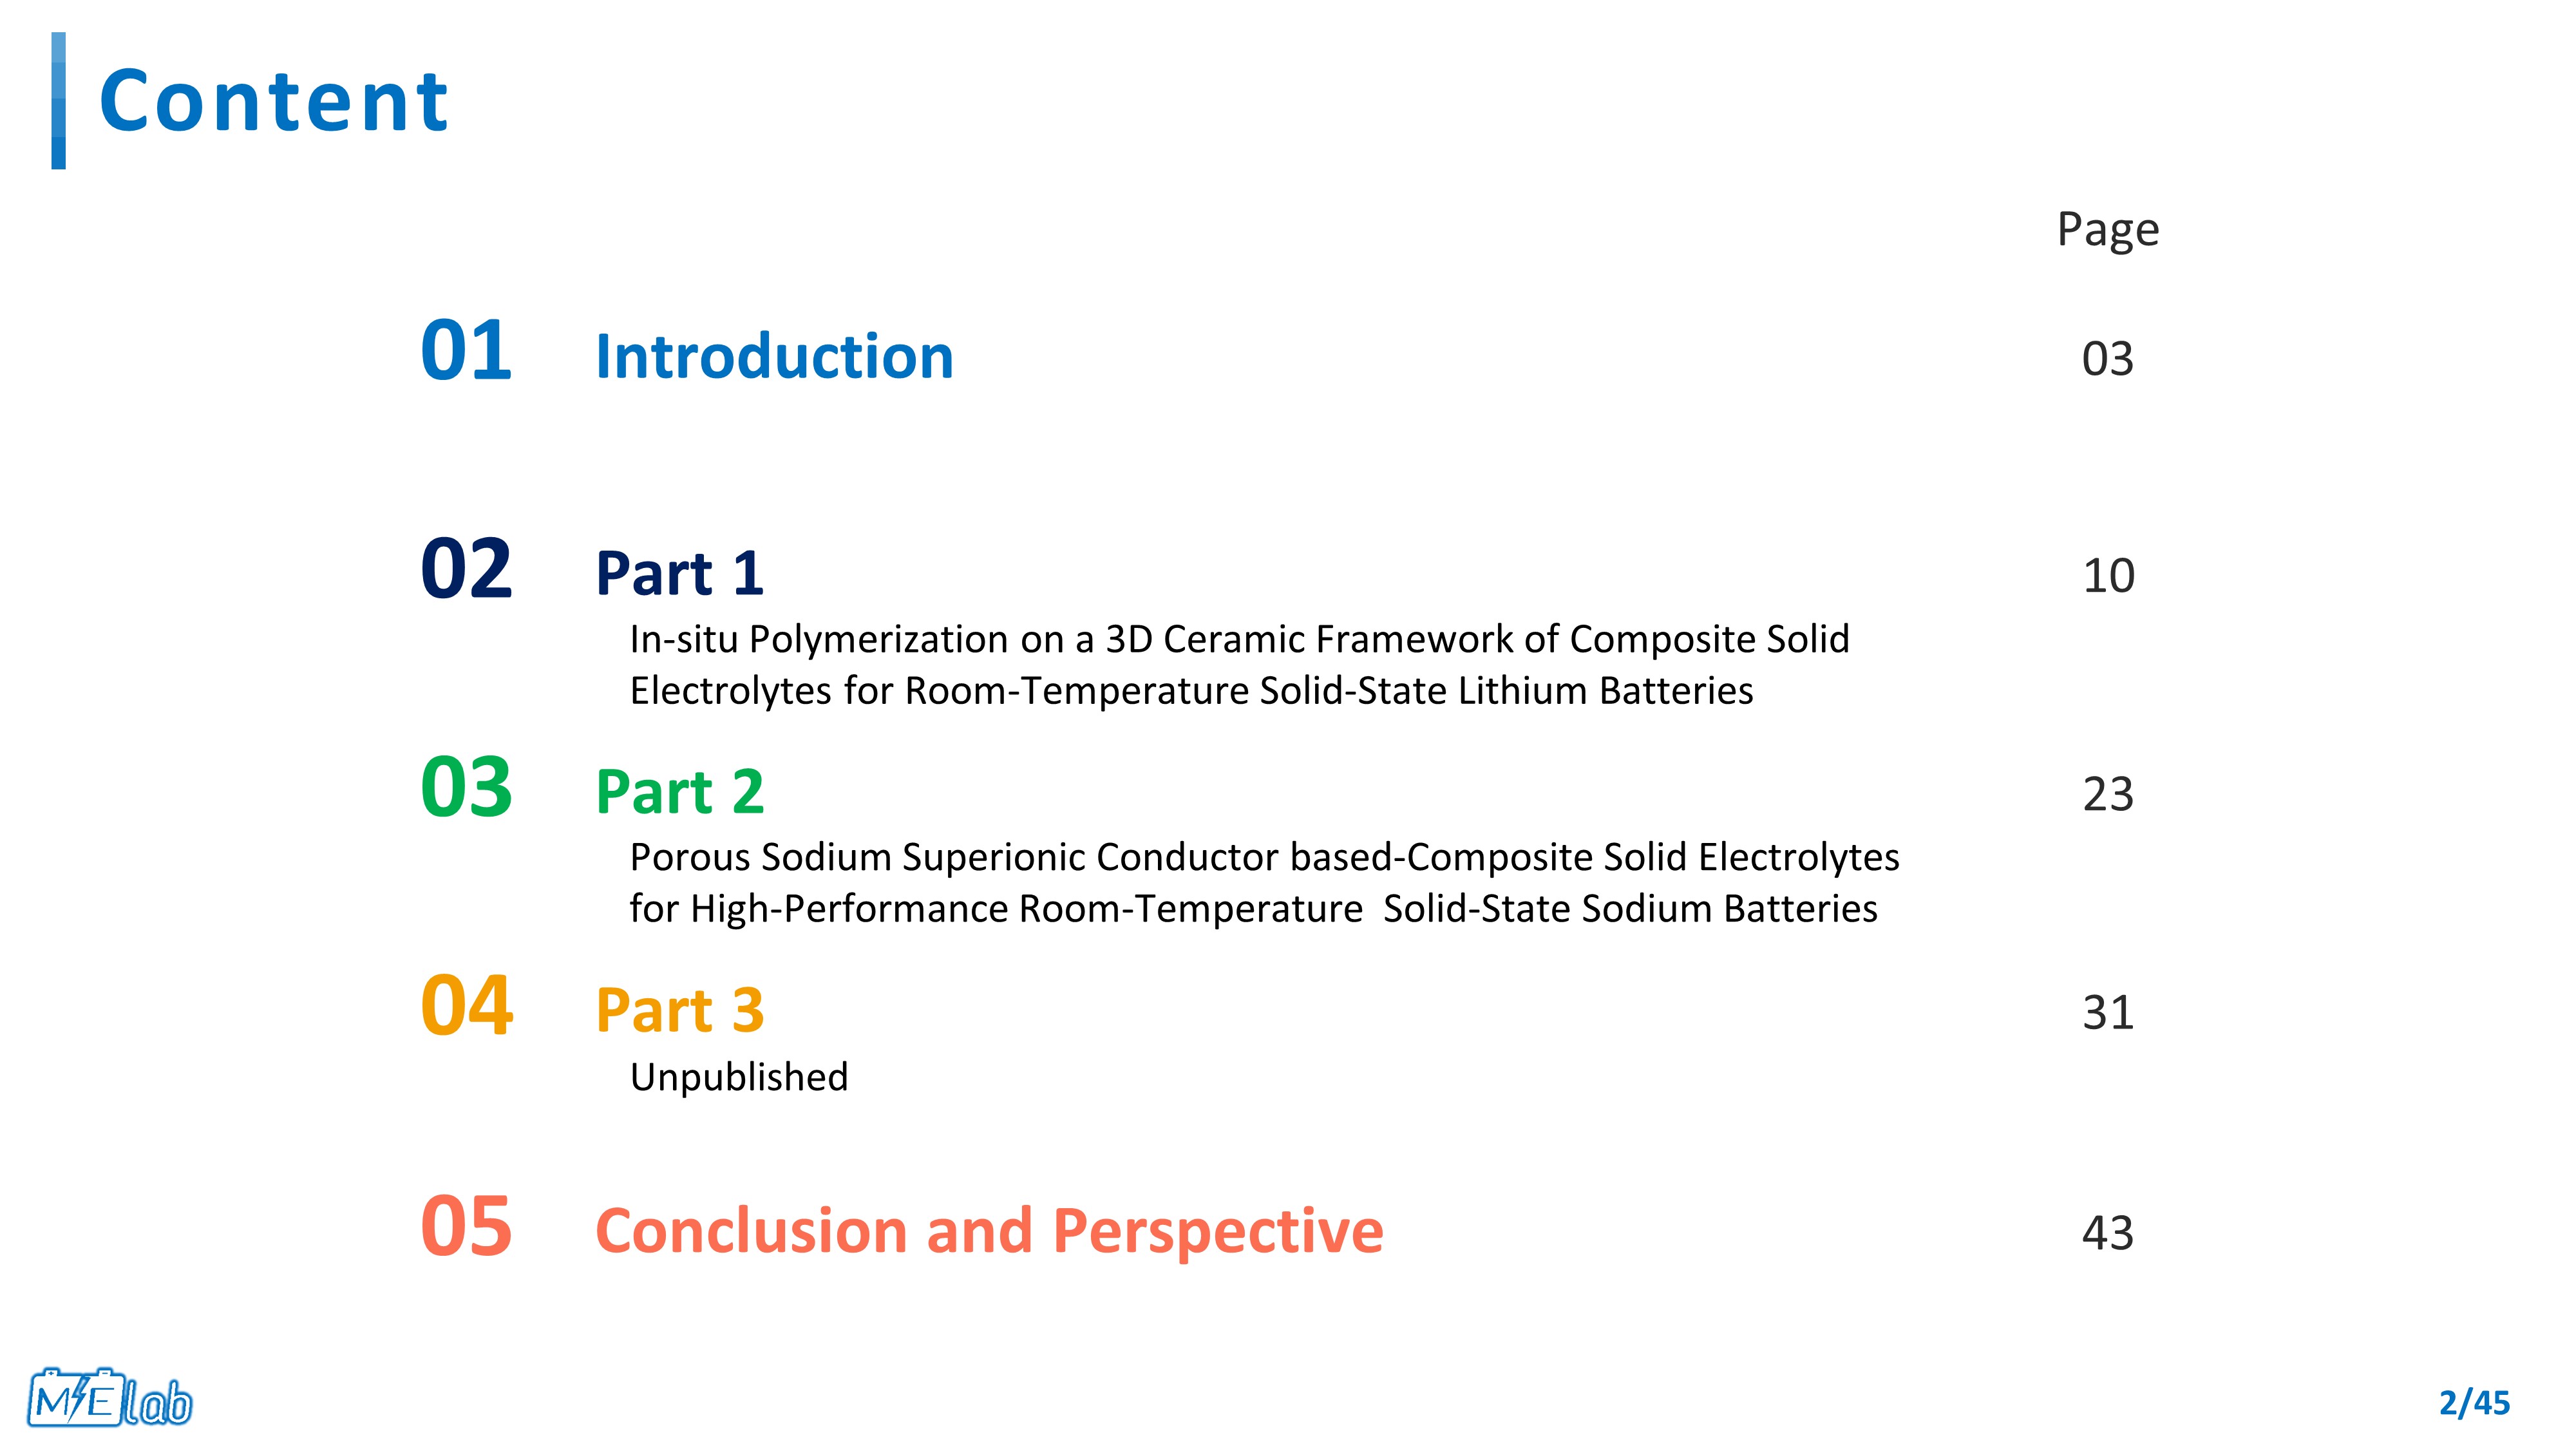 Content
Page
01 Introduction 03
02 Part 1 10
In-situ Polymerization on a 3D Ceramic Framework of Composite Solid
Electrolytes for Room-Temperature Solid-State Lithium Batteries
03 Part 2 23
Porous Sodium Superionic Conductor based-Composite Solid Electrolytes
for High-Performance Room-Temperature  Solid-State Sodium Batteries
04 Part 3 31
Unpublished
05 Conclusion and Perspective 43
ME lab
2/45